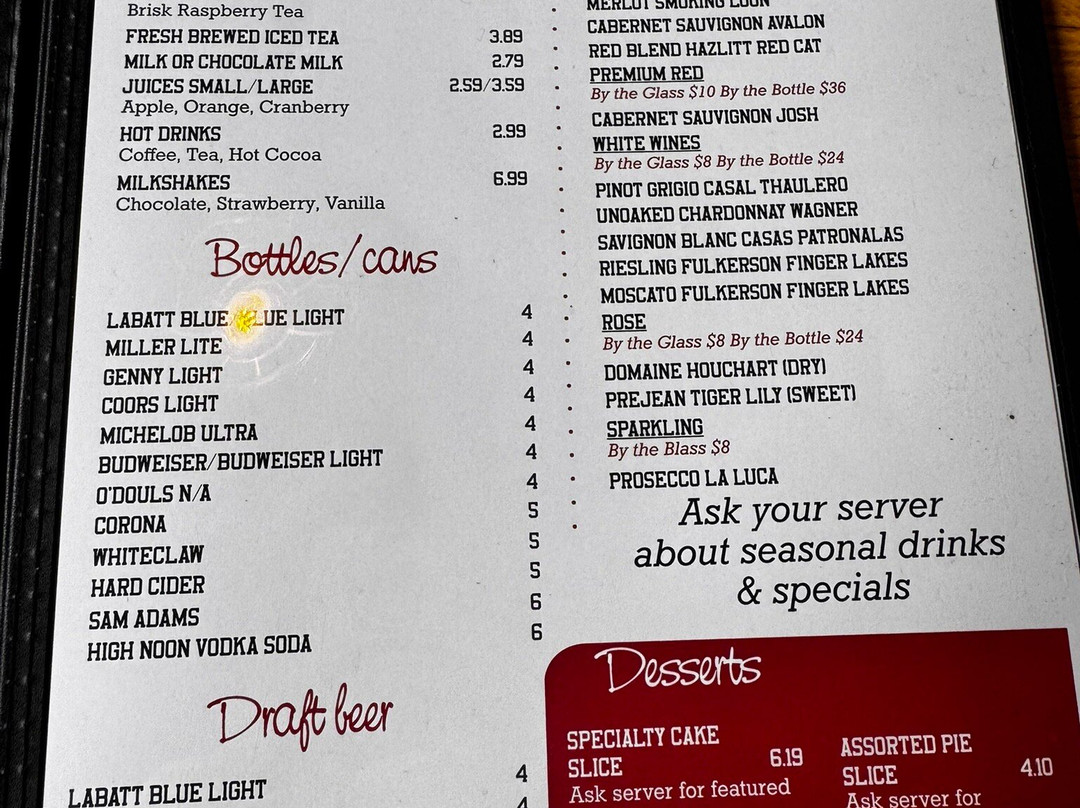 Brisk Raspberry Tea
FRESH BREWED ICED TEA 3.89
MILK OR CHOCOLATE MILK 2.79
JUICES SMALL/LARGE 2.59/3.59
Apple, Orange, Cranberry
HOT DRINKS 2.99
Coffee, Tea, Hot Cocoa
MILKSHAKES 6.99
Chocolate, Strawberry, Vanilla
Bottles/cans
LABATT BLUE/BLUE LIGHT 4
MILLER LITE 4
GENNY LIGHT 4
COORS LIGHT 4
MICHELOB ULTRA 4
BUDWEISER/BUDWEISER LIGHT 4
O'DOULS N/A 4
CORONA 5
WHITECLAW 5
HARD CIDER 5
SAM ADAMS 6
HIGH NOON VODKA SODA 6
Draft beer
LABATT BLUE LIGHT 4
4
MERLOT SMOKING LOON
CABERNET SAUVIGNON AVALON
RED BLEND HAZLITT RED CAT
PREMIUM RED
By the Glass $10 By the Bottle $36
CABERNET SAUVIGNON JOSH
WHITE WINES
By the Glass $8 By the Bottle $24
PINOT GRIGIO CASAL THAULERO
UNOAKED CHARDONNAY WAGNER
SAVIGNON BLANC CASAS PATRONALAS
RIESLING FULKERSON FINGER LAKES
MOSCATO FULKERSON FINGER LAKES
ROSE
By the Glass $8 By the Bottle $24
DOMAINE HOUCHART (DRY)
PREJEAN TIGER LILY (SWEET)
SPARKLING
By the Blass $8
PROSECCO LA LUCA
Ask your server
about seasonal drinks
& specials
Desserts
SPECIALTY CAKE
SLICE 6.19
Ask server for featured
ASSORTED PIE
SLICE 4.10
Ask server for